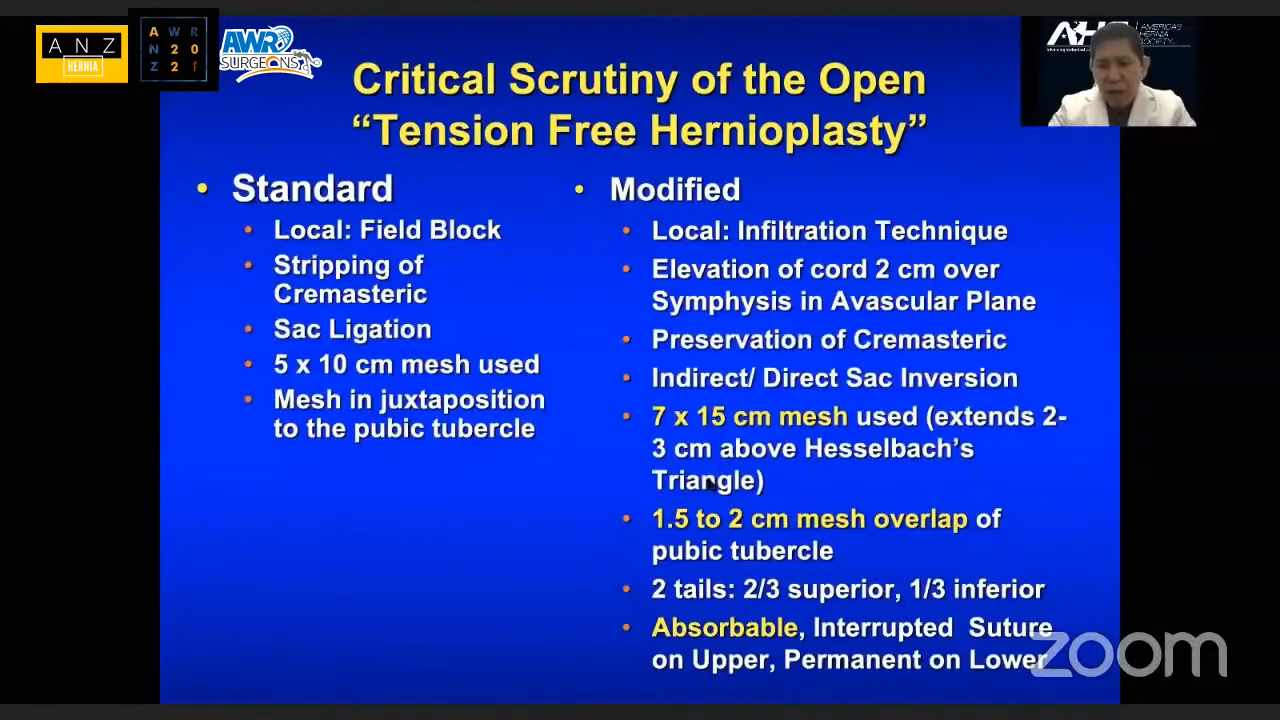 A N Z
HERNIA
A W R
N 2 0
Z 2 1
AWR
SURGEONS
AHS
AMERICAS
HERNIA
SOCIETY
Critical Scrutiny of the Open
“Tension Free Hernioplasty”
• Standard
• Local: Field Block
• Stripping of
Cremasteric
• Sac Ligation
• 5 x 10 cm mesh used
• Mesh in juxtaposition
to the pubic tubercle
• Modified
• Local: Infiltration Technique
• Elevation of cord 2 cm over
Symphysis in Avascular Plane
• Preservation of Cremasteric
• Indirect/ Direct Sac Inversion
• 7 x 15 cm mesh used (extends 2-
3 cm above Hesselbach’s
Triangle)
• 1.5 to 2 cm mesh overlap of
pubic tubercle
• 2 tails: 2/3 superior, 1/3 inferior
• Absorbable, Interrupted Suture
on Upper, Permanent on Lower
zoom